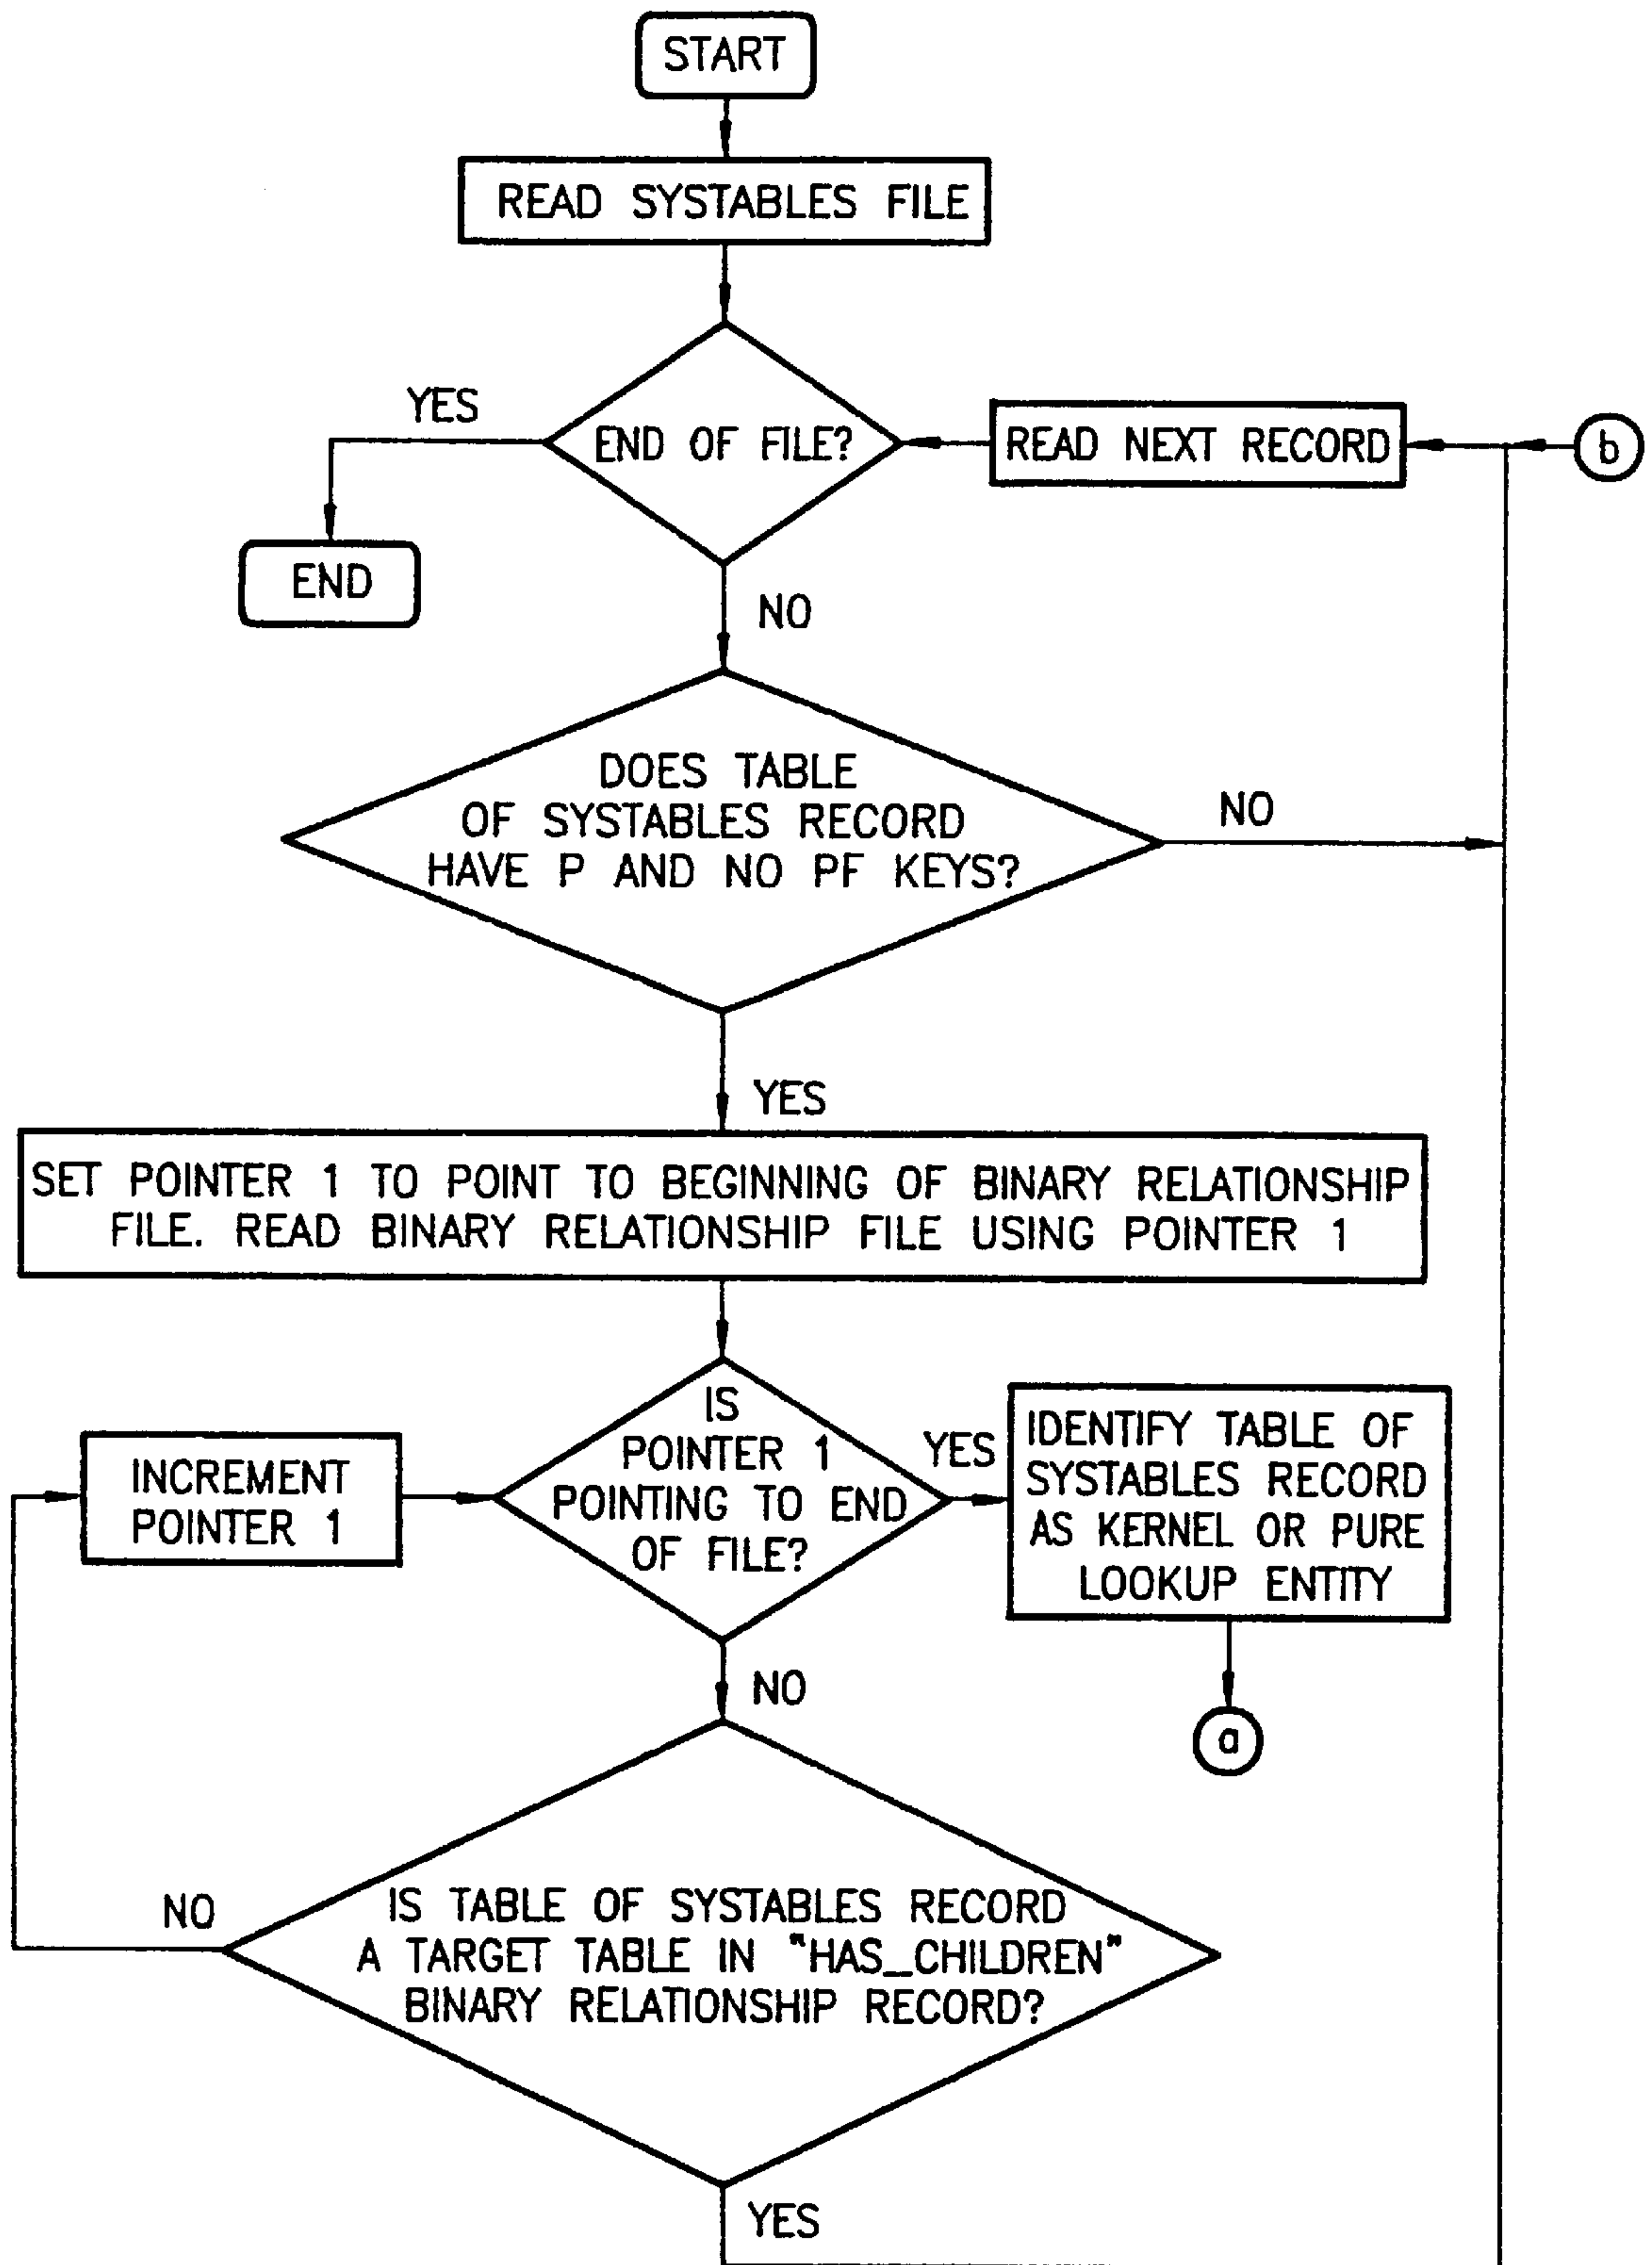 START
READ SYSTABLES FILE
YES
END OF FILE?
READ NEXT RECORD
b
END
NO
DOES TABLE
OF SYSTABLES RECORD
HAVE P AND NO PF KEYS?
NO
YES
SET POINTER 1 TO POINT TO BEGINNING OF BINARY RELATIONSHIP
FILE. READ BINARY RELATIONSHIP FILE USING POINTER 1
INCREMENT
POINTER 1
IS
POINTER 1
POINTING TO END
OF FILE?
YES
IDENTIFY TABLE OF
SYSTABLES RECORD
AS KERNEL OR PURE
LOOKUP ENTITY
NO
a
NO
IS TABLE OF SYSTABLES RECORD
A TARGET TABLE IN "HAS_CHILDREN"
BINARY RELATIONSHIP RECORD?
YES